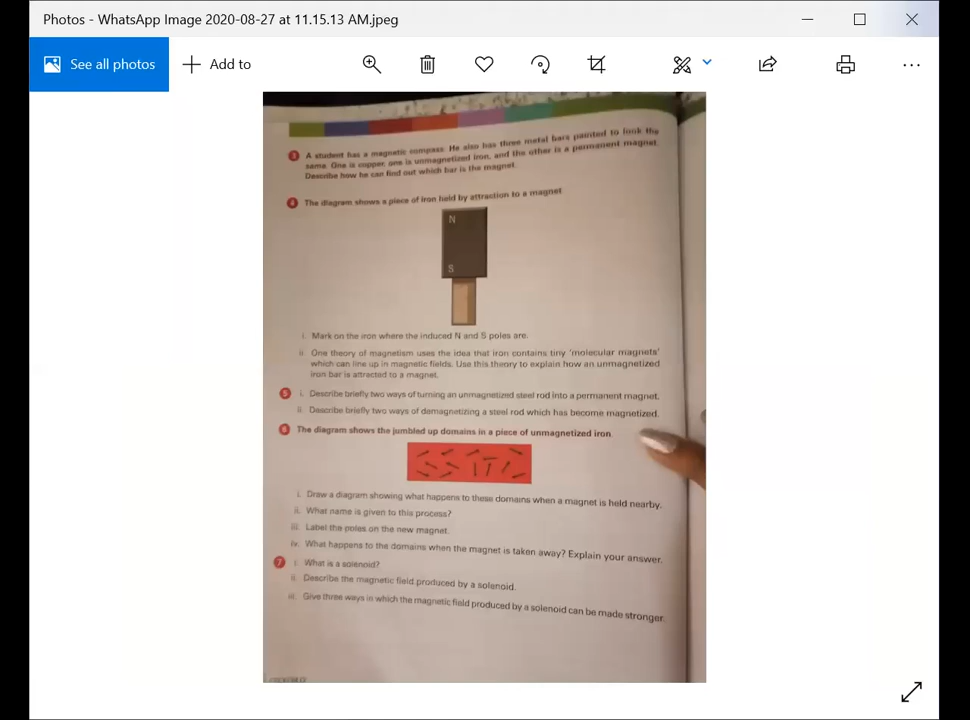 Photos - WhatsApp Image 2020-08-27 at 11.15.13 AM.jpeg
See all photos
Add to
3 A student has a magnetic compass. He also has three metal bars painted to look the
same. One is copper, one is unmagnetized iron, and the other is a permanent magnet.
Describe how he can find out which bar is the magnet.
4 The diagram shows a piece of iron held by attraction to a magnet
N
S
i. Mark on the iron where the induced N and S poles are.
ii. One theory of magnetism uses the idea that iron contains tiny 'molecular magnets'
which can line up in magnetic fields. Use this theory to explain how an unmagnetized
iron bar is attracted to a magnet.
5 i. Describe briefly two ways of turning an unmagnetized steel rod into a permanent magnet.
ii. Describe briefly two ways of demagnetizing a steel rod which has become magnetized.
6 The diagram shows the jumbled up domains in a piece of unmagnetized iron.
i. Draw a diagram showing what happens to these domains when a magnet is held nearby.
ii. What name is given to this process?
iii. Label the poles on the new magnet.
iv. What happens to the domains when the magnet is taken away? Explain your answer.
7 i. What is a solenoid?
ii. Describe the magnetic field produced by a solenoid.
iii. Give three ways in which the magnetic field produced by a solenoid can be made stronger.